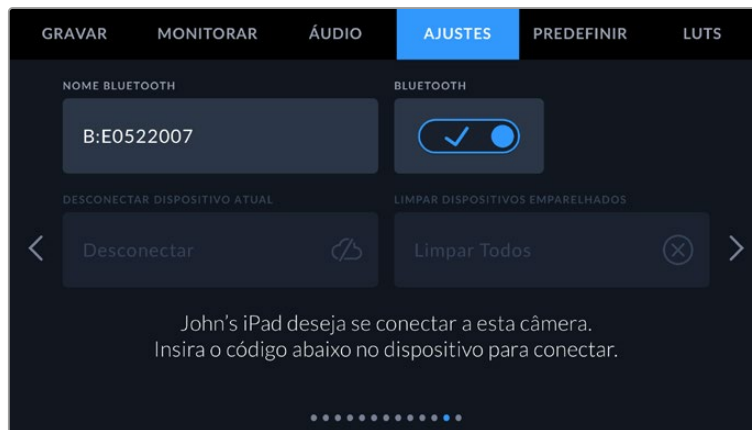 GRAVAR MONITORAR ÁUDIO AJUSTES PREDEFINIR LUTS
NOME BLUETOOTH BLUETOOTH
B:E0522007
DESCONECTAR DISPOSITIVO ATUAL LIMPAR DISPOSITIVOS EMPARELHADOS
Desconectar Limpar Todos
John’s iPad deseja se conectar a esta câmera.
Insira o código abaixo no dispositivo para conectar.